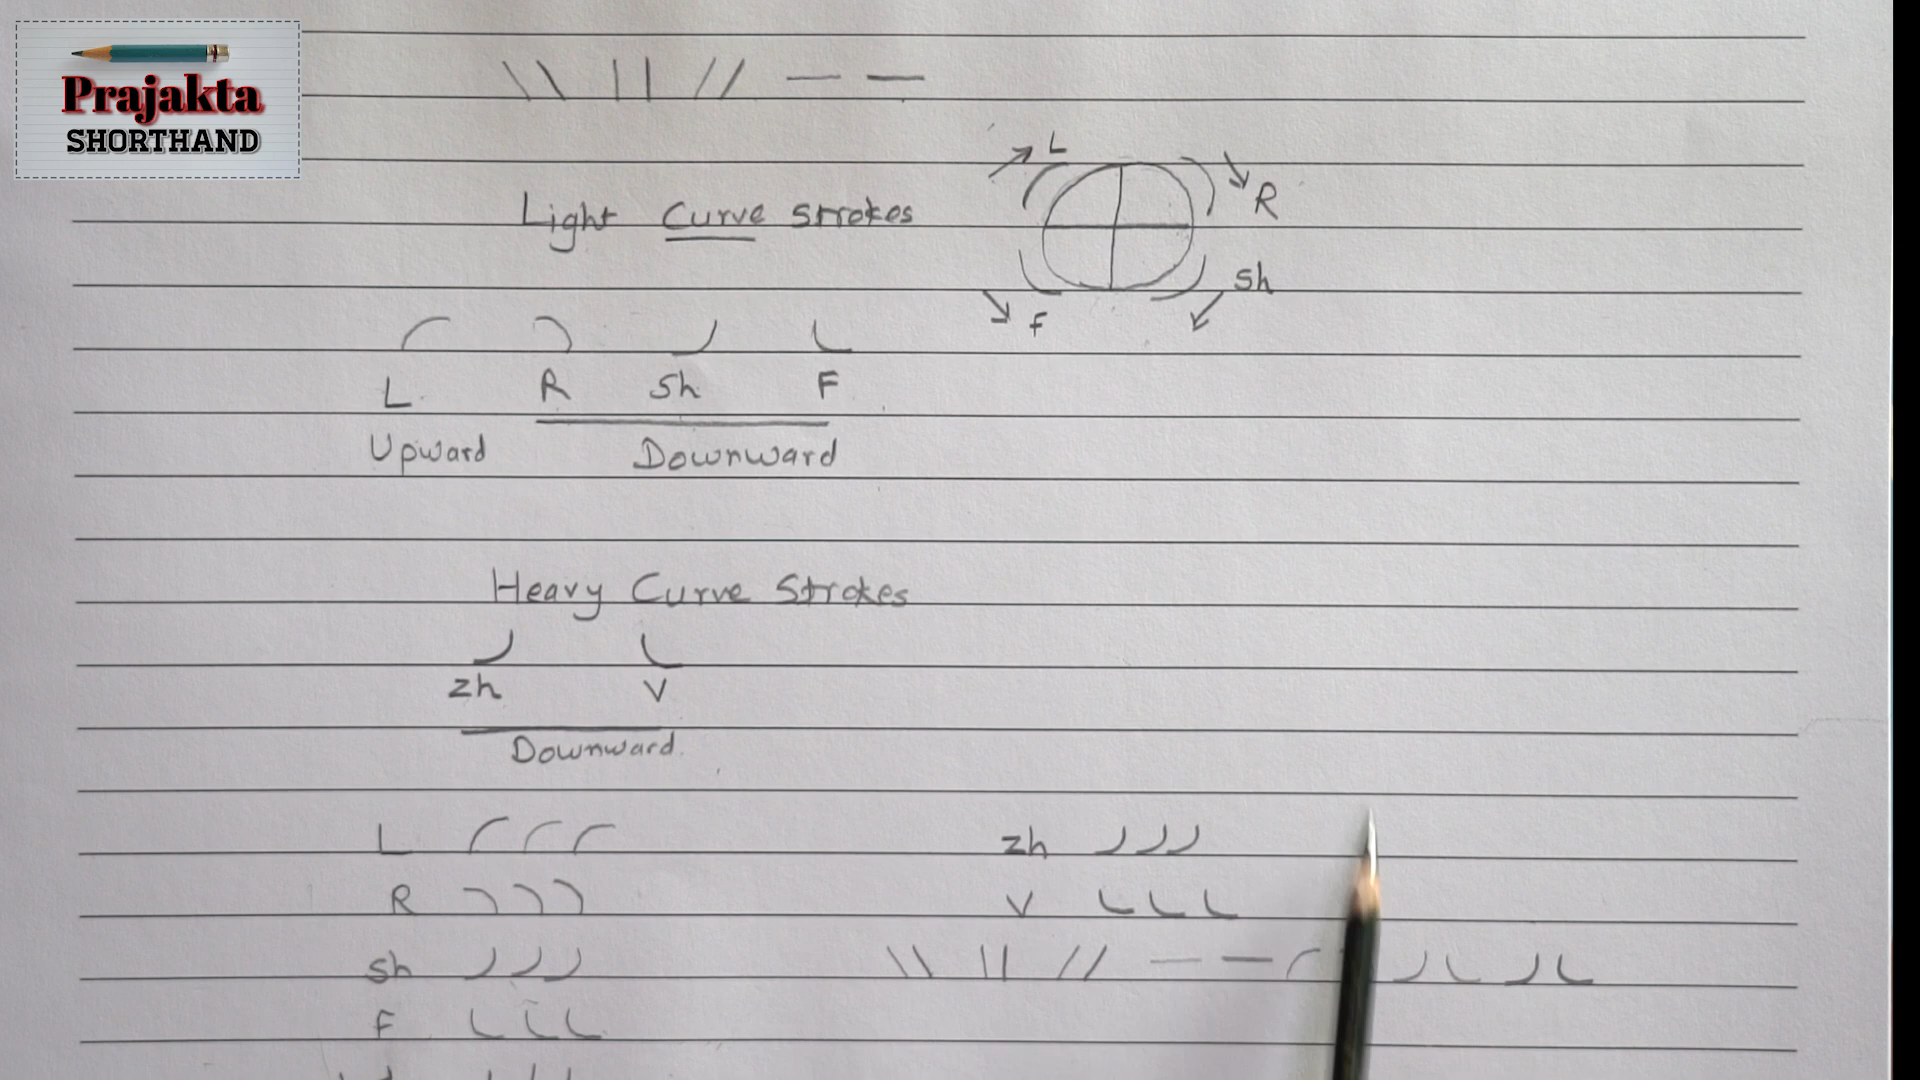 Prajakta
SHORTHAND
L
R
Light Curve Strokes
Sh
F
L R Sh F
Upward Downward
Heavy Curve Strokes
Zh V
Downward.
L
R
Sh
F
Zh
V